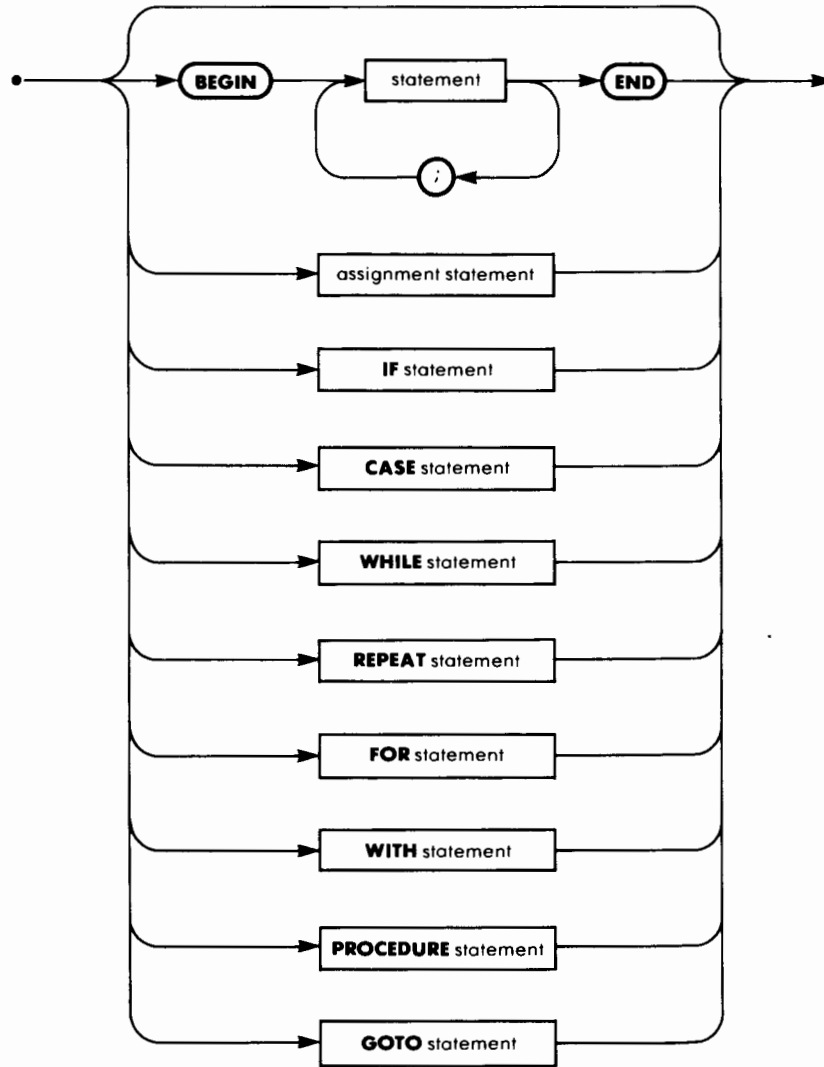 BEGIN statement END
;
assignment statement
IF statement
CASE statement
WHILE statement
REPEAT statement
FOR statement
WITH statement
PROCEDURE statement
GOTO statement